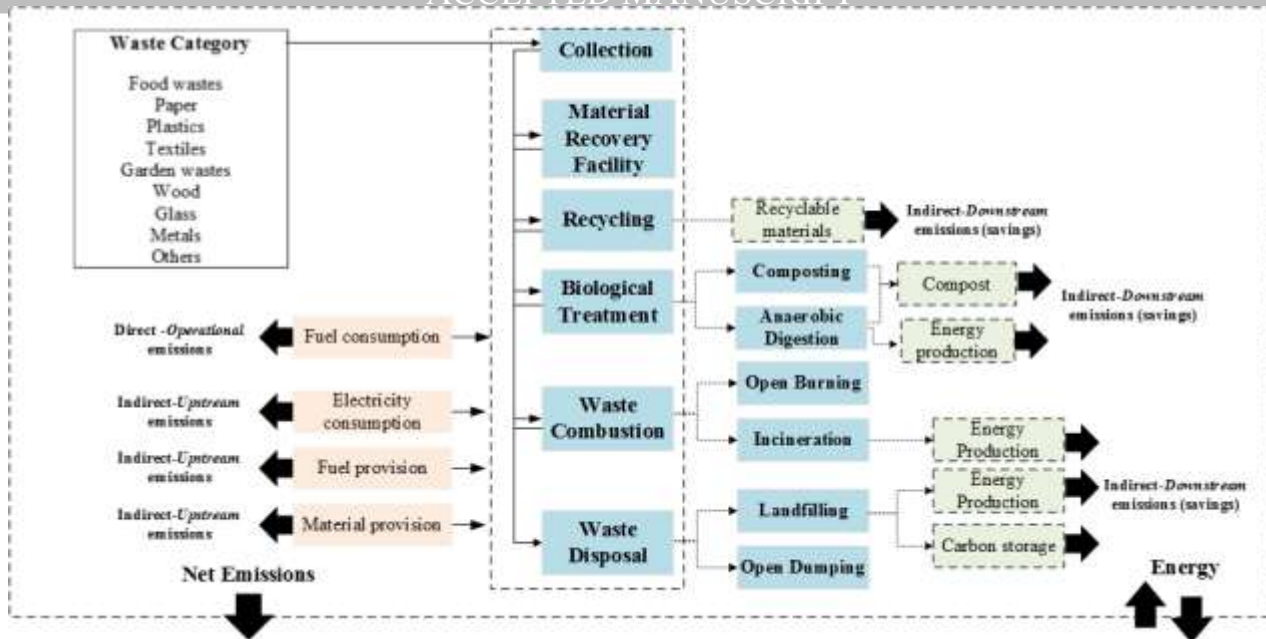 ACCEPTED MANUSCRIPT
Waste Category
Food wastes
Paper
Plastics
Textiles
Garden wastes
Wood
Glass
Metals
Others
Collection
Material
Recovery
Facility
Recycling
Recyclable
materials
Indirect-Downstream
emissions (savings)
Biological
Treatment
Composting
Anaerobic
Digestion
Compost
Energy
production
Indirect-Downstream
emissions (savings)
Direct -Operational
emissions
Fuel consumption
Indirect-Upstream
emissions
Electricity
consumption
Indirect-Upstream
emissions
Fuel provision
Indirect-Upstream
emissions
Material provision
Waste
Combustion
Open Burning
Incineration
Energy
Production
Waste
Disposal
Landfilling
Open Dumping
Energy
Production
Carbon storage
Indirect-Downstream
emissions (savings)
Net Emissions
Energy